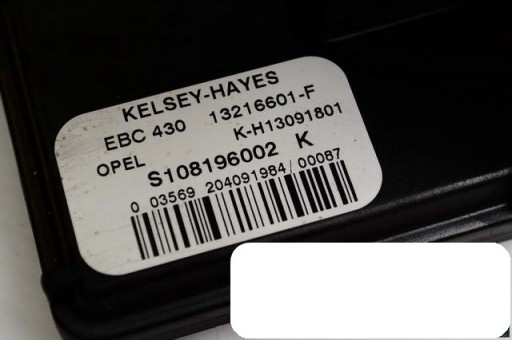 KELSEY-HAYES
EBC 430 13216601-F
OPEL K-H13091801
S108196002 K
0 03569 204091984/00087